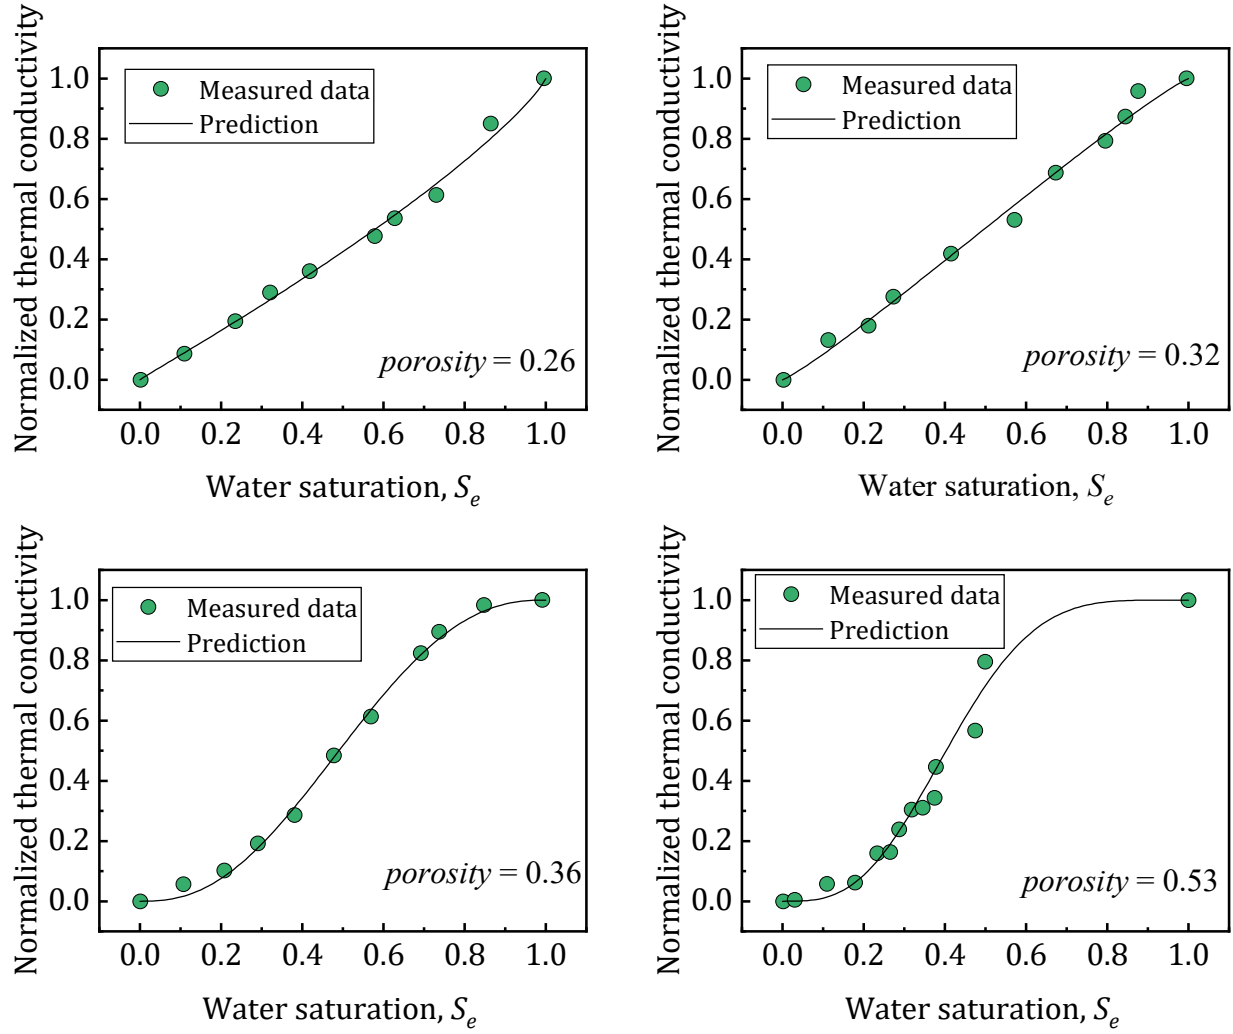 Normalized thermal conductivity
1.0
0.8
0.6
0.4
0.2
0.0
Measured data
Prediction
porosity = 0.26
0.0 0.2 0.4 0.6 0.8 1.0
Water saturation, Se
Normalized thermal conductivity
1.0
0.8
0.6
0.4
0.2
0.0
Measured data
Prediction
porosity = 0.32
0.0 0.2 0.4 0.6 0.8 1.0
Water saturation, Se
Normalized thermal conductivity
1.0
0.8
0.6
0.4
0.2
0.0
Measured data
Prediction
porosity = 0.36
0.0 0.2 0.4 0.6 0.8 1.0
Water saturation, Se
Normalized thermal conductivity
1.0
0.8
0.6
0.4
0.2
0.0
Measured data
Prediction
porosity = 0.53
0.0 0.2 0.4 0.6 0.8 1.0
Water saturation, Se